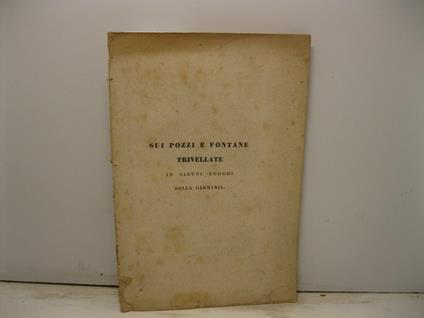 SUI POZZI E FONTANE
TRIVELLATE
IN ALCUNI LUOGHI
DELLA GERMANIA.